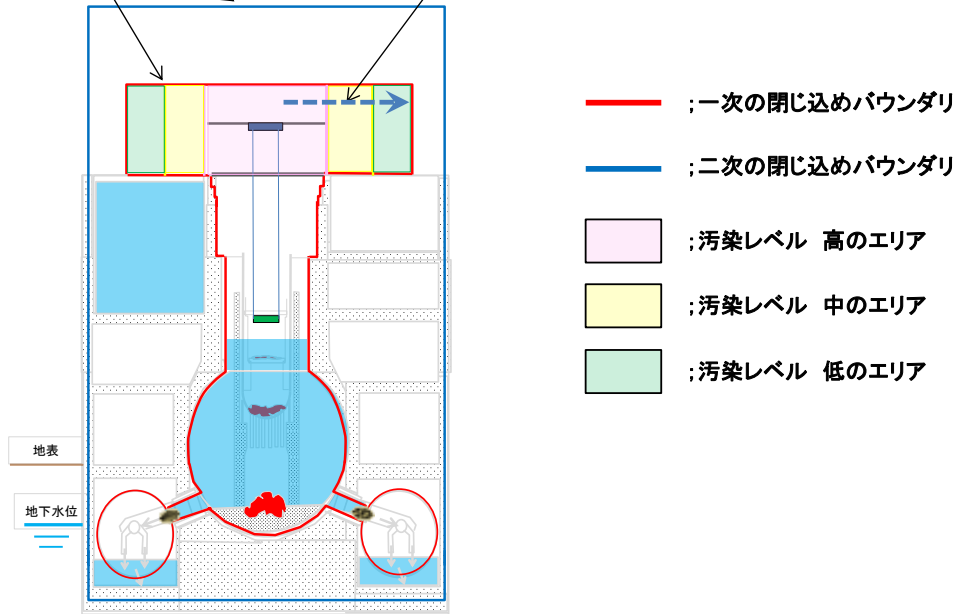 ;一次の閉じ込めバウンダリ
;二次の閉じ込めバウンダリ
;汚染レベル 高のエリア
;汚染レベル 中のエリア
;汚染レベル 低のエリア
地表
地下水位